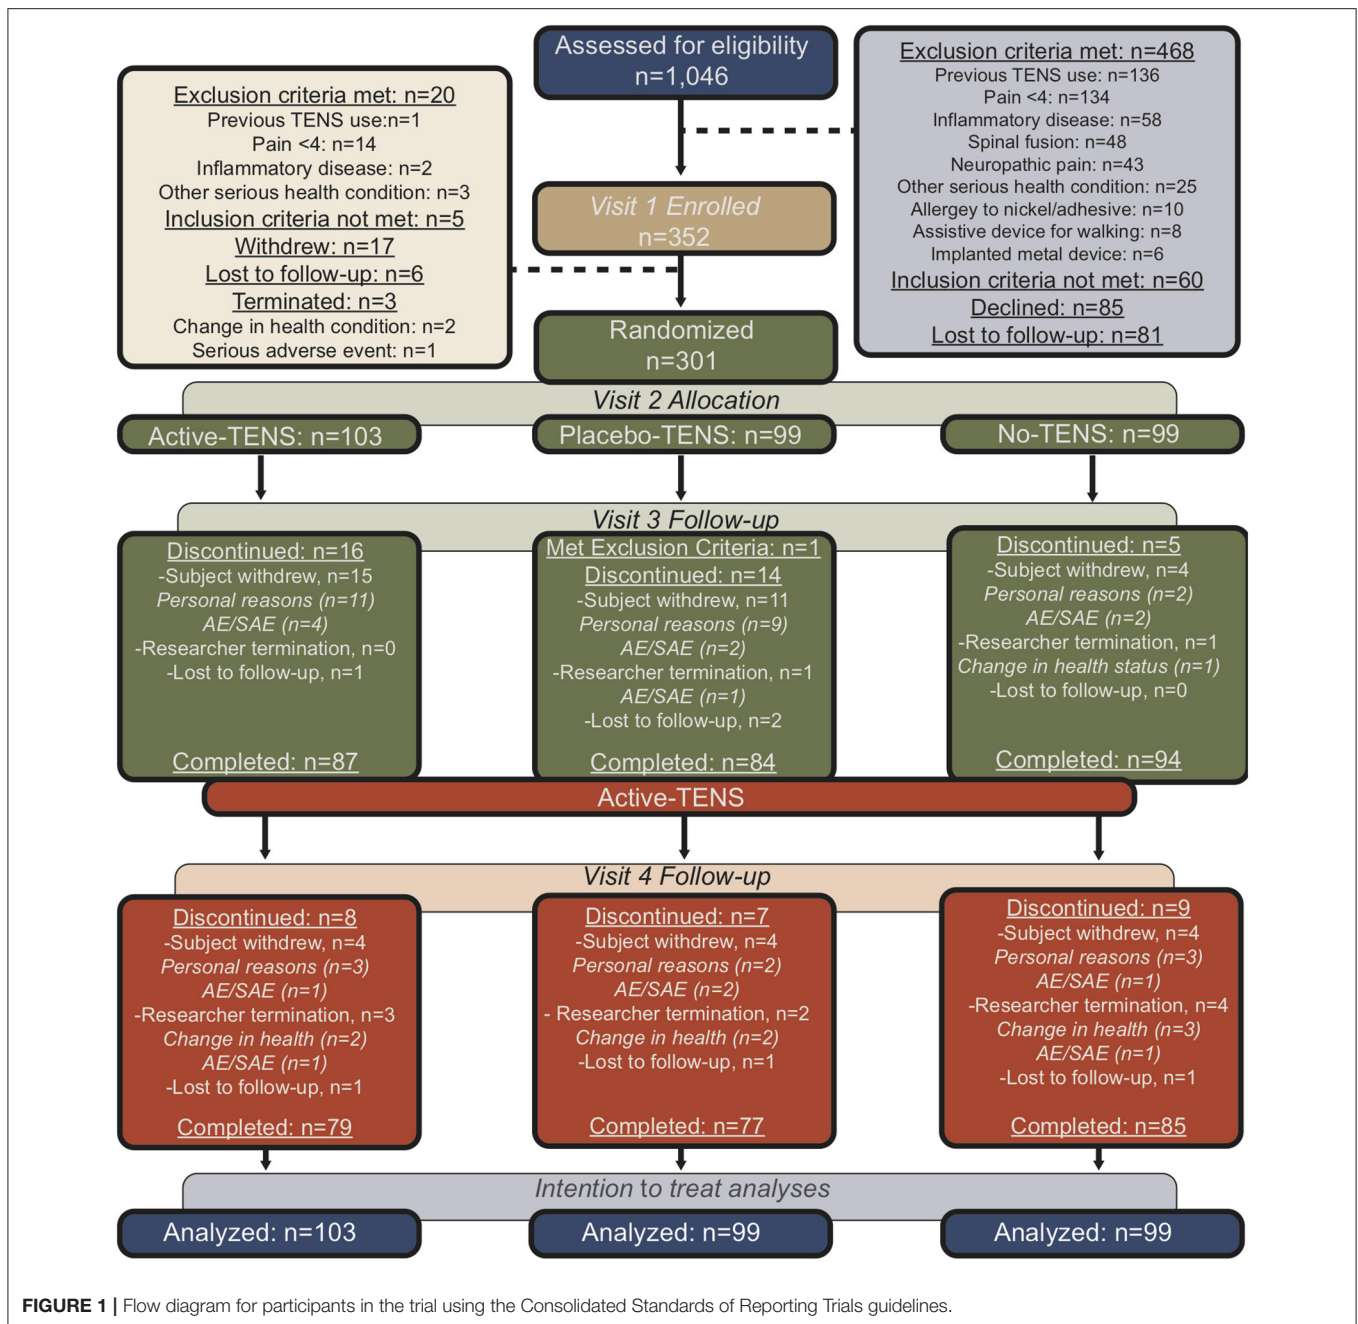 Assessed for eligibility
n=1,046
Exclusion criteria met: n=468
Previous TENS use: n=136
Pain <4: n=134
Inflammatory disease: n=58
Spinal fusion: n=48
Neuropathic pain: n=43
Other serious health condition: n=25
Allergey to nickel/adhesive: n=10
Assistive device for walking: n=8
Implanted metal device: n=6
Inclusion criteria not met: n=60
Declined: n=85
Lost to follow-up: n=81
Visit 1 Enrolled
n=352
Exclusion criteria met: n=20
Previous TENS use:n=1
Pain <4: n=14
Inflammatory disease: n=2
Other serious health condition: n=3
Inclusion criteria not met: n=5
Withdrew: n=17
Lost to follow-up: n=6
Terminated: n=3
Change in health condition: n=2
Serious adverse event: n=1
Randomized
n=301
Visit 2 Allocation
Active-TENS: n=103
Placebo-TENS: n=99
No-TENS: n=99
Visit 3 Follow-up
Discontinued: n=16
-Subject withdrew, n=15
Personal reasons (n=11)
AE/SAE (n=4)
-Researcher termination, n=0
-Lost to follow-up, n=1
Completed: n=87
Met Exclusion Criteria: n=1
Discontinued: n=14
-Subject withdrew, n=11
Personal reasons (n=9)
AE/SAE (n=2)
-Researcher termination, n=1
AE/SAE (n=1)
-Lost to follow-up, n=2
Completed: n=84
Discontinued: n=5
-Subject withdrew, n=4
Personal reasons (n=2)
AE/SAE (n=2)
-Researcher termination, n=1
Change in health status (n=1)
-Lost to follow-up, n=0
Completed: n=94
Active-TENS
Visit 4 Follow-up
Discontinued: n=8
-Subject withdrew, n=4
Personal reasons (n=3)
AE/SAE (n=1)
-Researcher termination, n=3
Change in health (n=2)
AE/SAE (n=1)
-Lost to follow-up, n=1
Completed: n=79
Discontinued: n=7
-Subject withdrew, n=4
Personal reasons (n=2)
AE/SAE (n=2)
- Researcher termination, n=2
Change in health (n=2)
-Lost to follow-up, n=1
Completed: n=77
Discontinued: n=9
-Subject withdrew, n=4
Personal reasons (n=3)
AE/SAE (n=1)
-Researcher termination, n=4
Change in health (n=3)
AE/SAE (n=1)
-Lost to follow-up, n=1
Completed: n=85
Intention to treat analyses
Analyzed: n=103
Analyzed: n=99
Analyzed: n=99
FIGURE 1 | Flow diagram for participants in the trial using the Consolidated Standards of Reporting Trials guidelines.